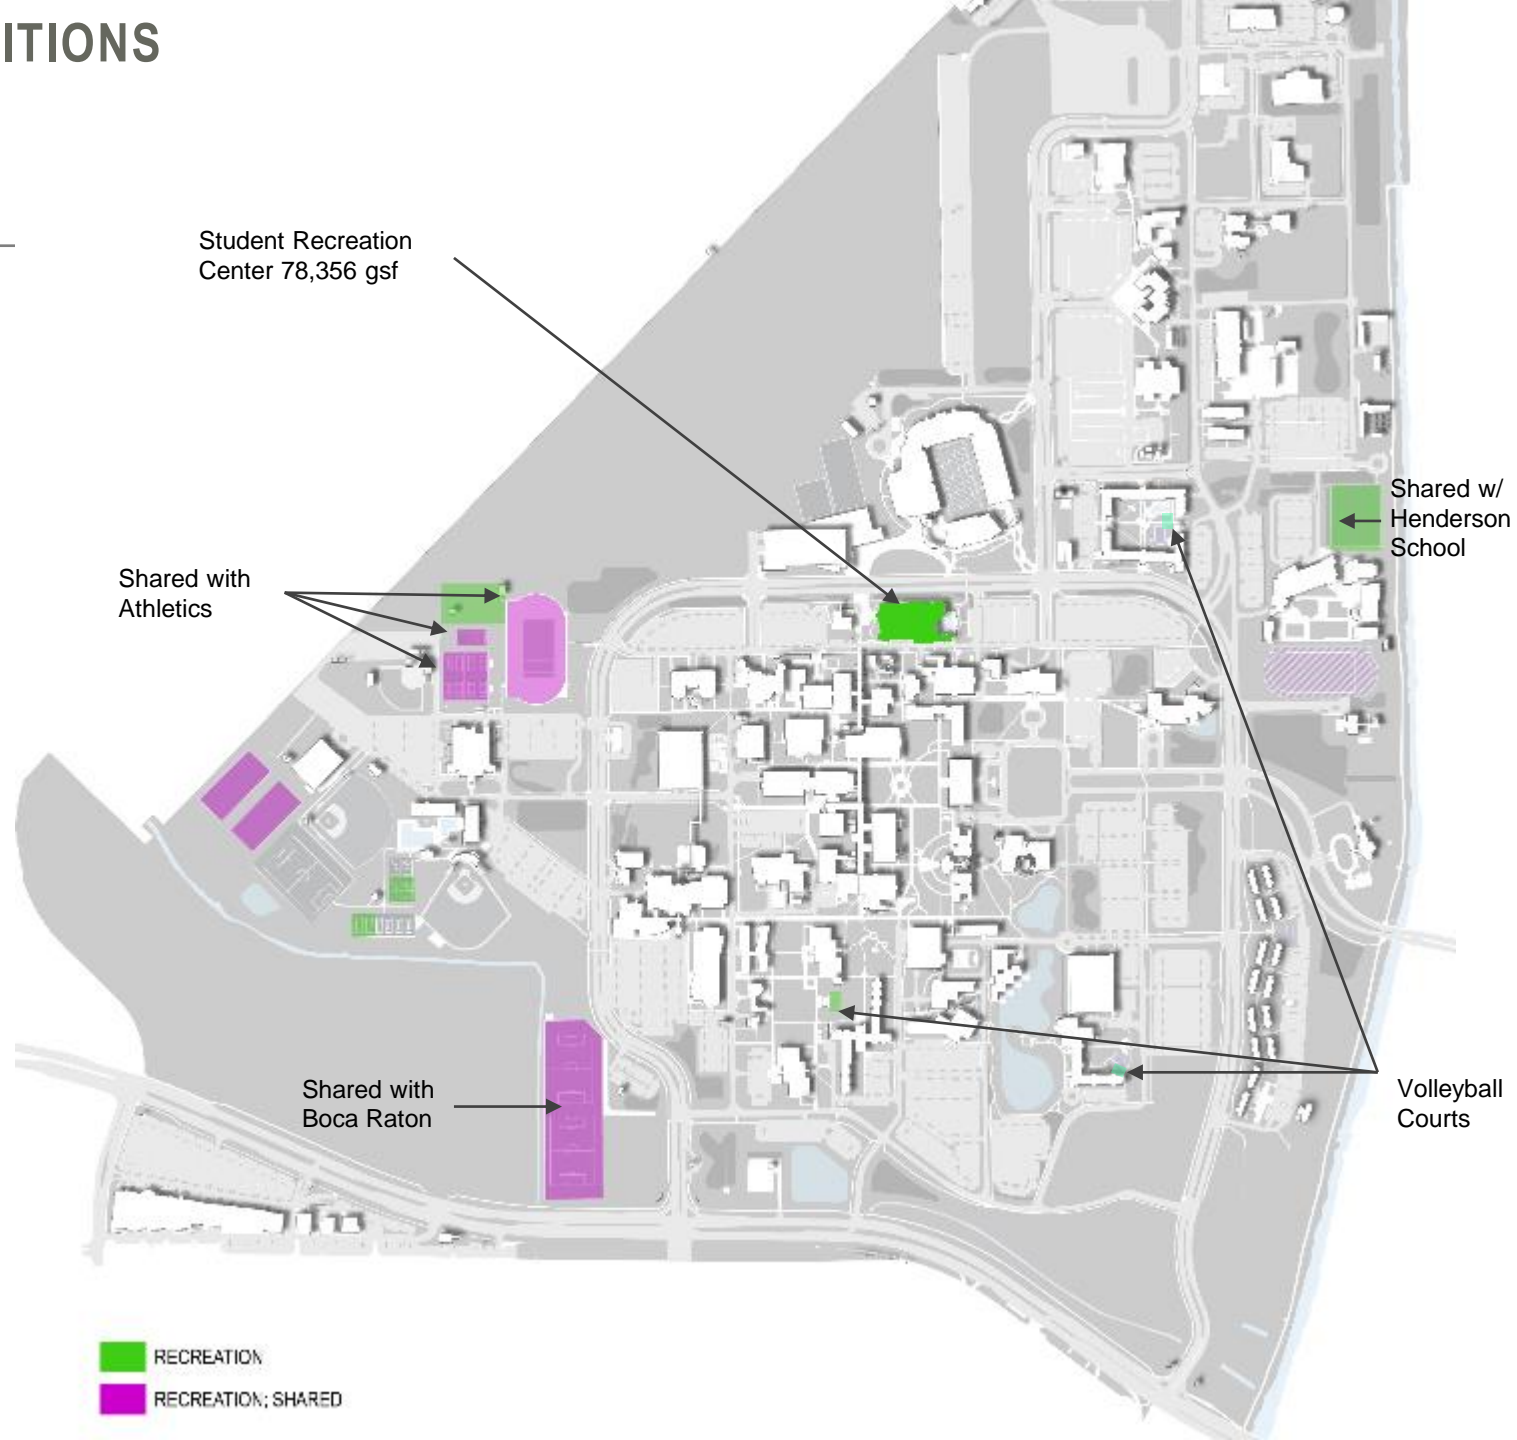 ITIONS
Student Recreation
Center 78,356 gsf
Shared w/
Henderson
School
Shared with
Athletics
Shared with
Boca Raton
Volleyball
Courts
RECREATION
RECREATION; SHARED